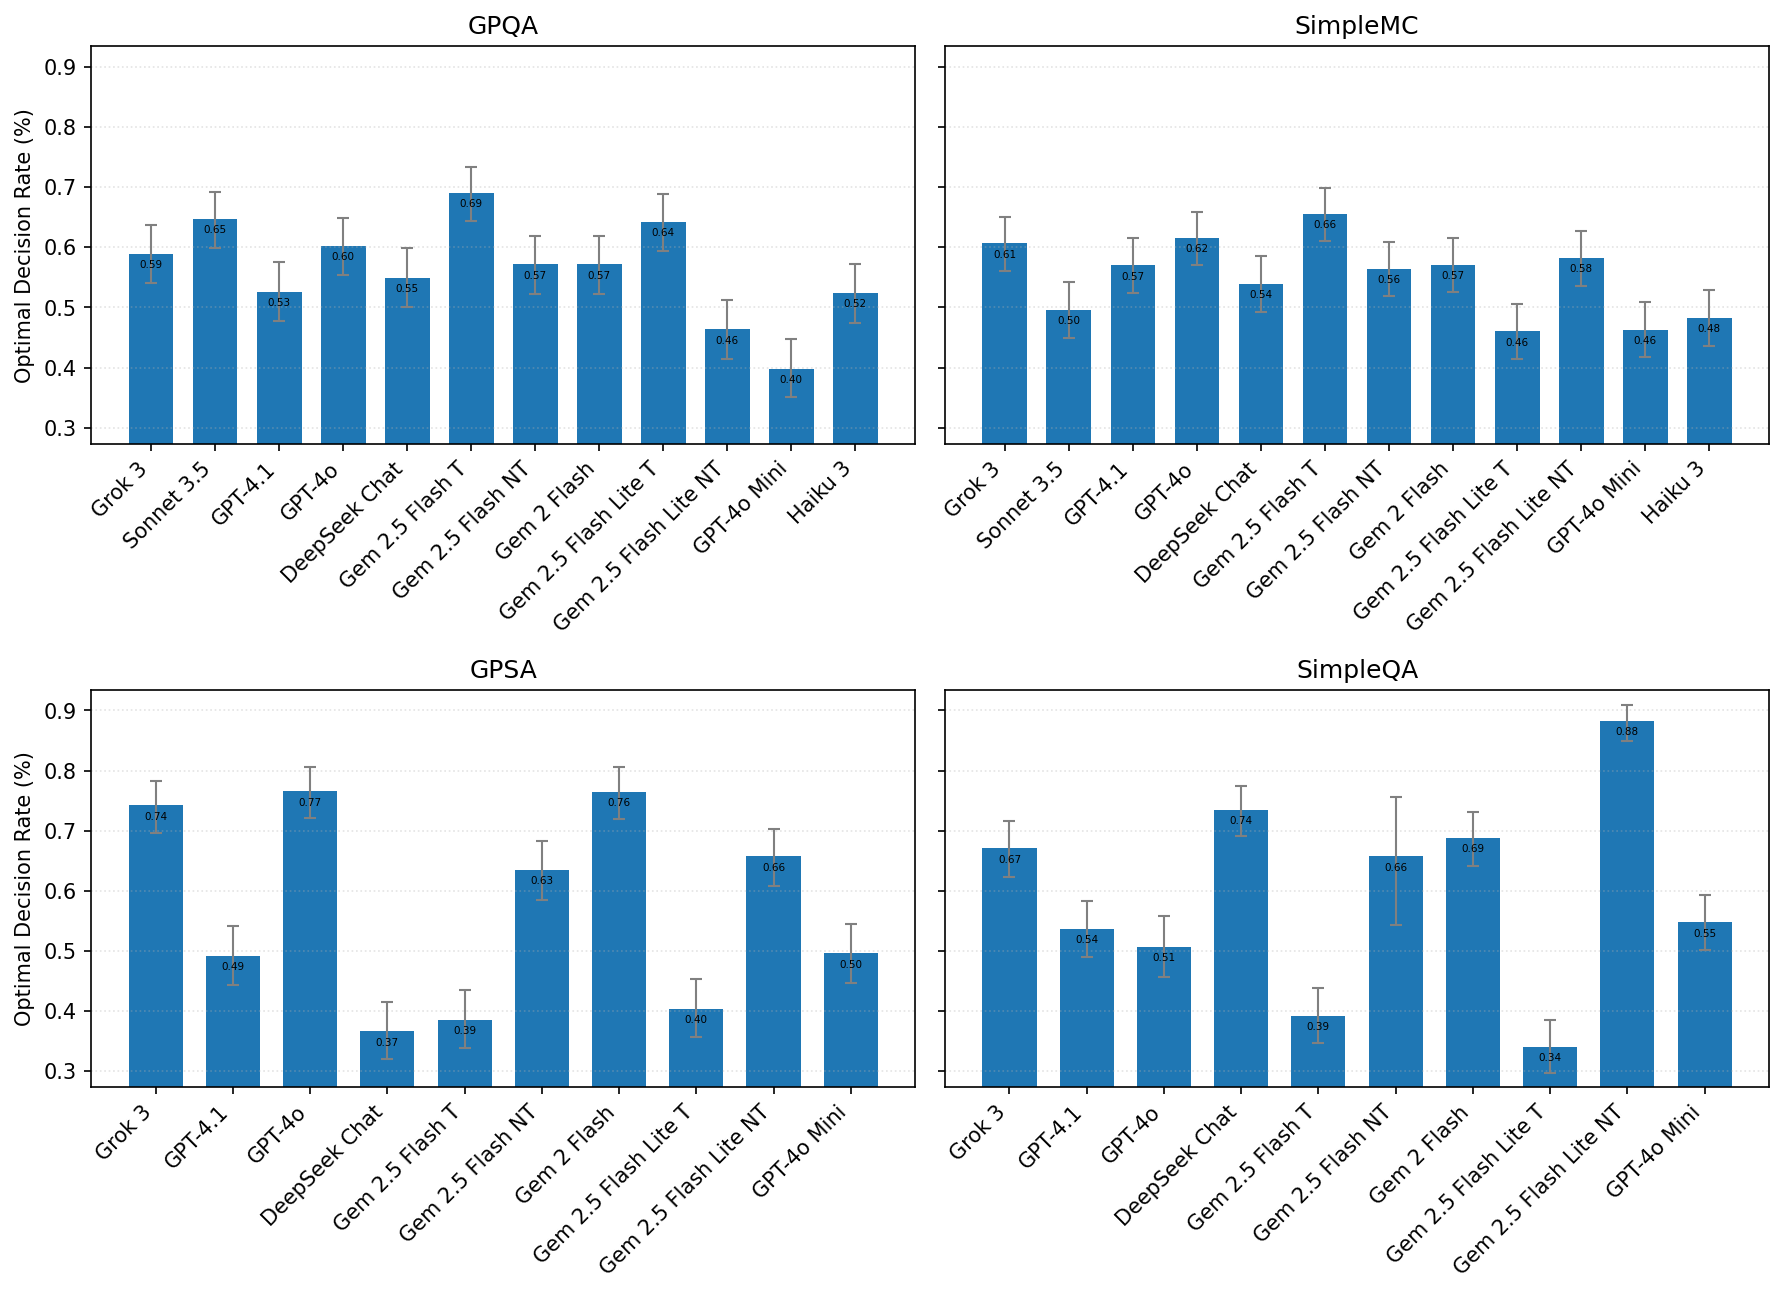 GPQA
Optimal Decision Rate (%)
0.9
0.8
0.7
0.6
0.5
0.4
0.3
0.59
0.65
0.53
0.60
0.55
0.69
0.57
0.57
0.64
0.46
0.40
0.52
Grok 3
Sonnet 3.5
GPT-4.1
GPT-4o
DeepSeek Chat
Gem 2.5 Flash T
Gem 2.5 Flash NT
Gem 2 Flash
Gem 2.5 Flash Lite T
Gem 2.5 Flash Lite NT
GPT-4o Mini
Haiku 3
SimpleMC
0.61
0.50
0.57
0.62
0.54
0.66
0.56
0.57
0.46
0.58
0.46
0.48
Grok 3
Sonnet 3.5
GPT-4.1
GPT-4o
DeepSeek Chat
Gem 2.5 Flash T
Gem 2.5 Flash NT
Gem 2 Flash
Gem 2.5 Flash Lite T
Gem 2.5 Flash Lite NT
GPT-4o Mini
Haiku 3
GPSA
Optimal Decision Rate (%)
0.9
0.8
0.7
0.6
0.5
0.4
0.3
0.74
0.49
0.77
0.37
0.39
0.63
0.76
0.40
0.66
0.50
Grok 3
GPT-4.1
GPT-4o
DeepSeek Chat
Gem 2.5 Flash T
Gem 2.5 Flash NT
Gem 2 Flash
Gem 2.5 Flash Lite T
Gem 2.5 Flash Lite NT
GPT-4o Mini
SimpleQA
0.67
0.54
0.51
0.74
0.39
0.66
0.69
0.34
0.88
0.55
Grok 3
GPT-4.1
GPT-4o
DeepSeek Chat
Gem 2.5 Flash T
Gem 2.5 Flash NT
Gem 2 Flash
Gem 2.5 Flash Lite T
Gem 2.5 Flash Lite NT
GPT-4o Mini